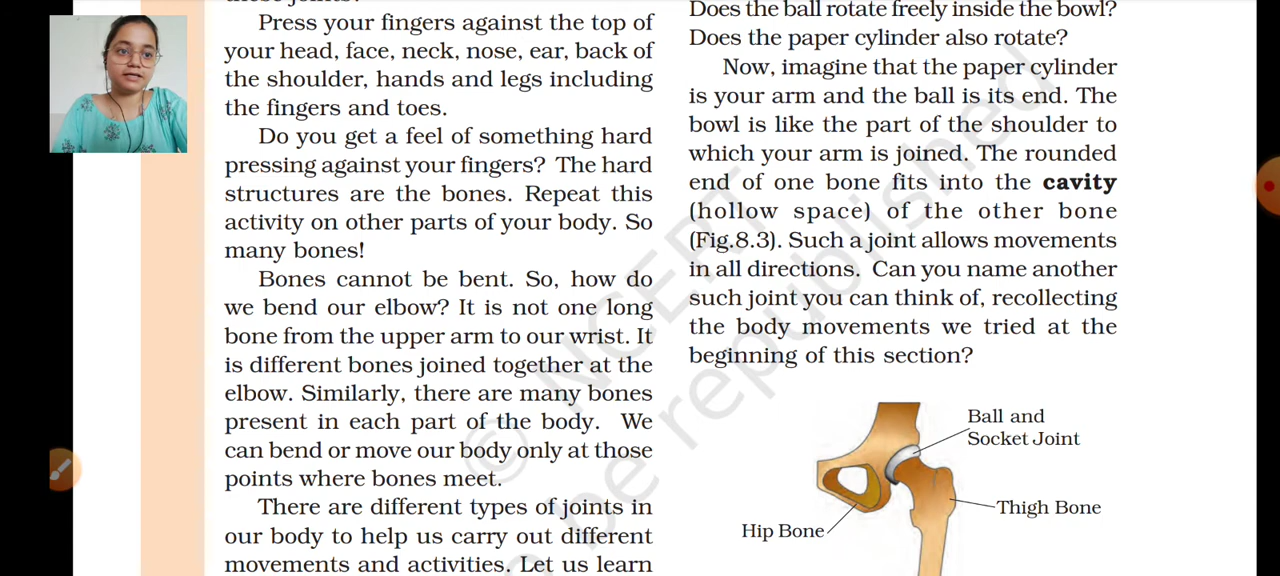 these joints?
Press your fingers against the top of
your head, face, neck, nose, ear, back of
the shoulder, hands and legs including
the fingers and toes.
Do you get a feel of something hard
pressing against your fingers? The hard
structures are the bones. Repeat this
activity on other parts of your body. So
many bones!
Bones cannot be bent. So, how do
we bend our elbow? It is not one long
bone from the upper arm to our wrist. It
is different bones joined together at the
elbow. Similarly, there are many bones
present in each part of the body. We
can bend or move our body only at those
points where bones meet.
There are different types of joints in
our body to help us carry out different
movements and activities. Let us learn
Does the ball rotate freely inside the bowl?
Does the paper cylinder also rotate?
Now, imagine that the paper cylinder
is your arm and the ball is its end. The
bowl is like the part of the shoulder to
which your arm is joined. The rounded
end of one bone fits into the cavity
(hollow space) of the other bone
(Fig.8.3). Such a joint allows movements
in all directions. Can you name another
such joint you can think of, recollecting
the body movements we tried at the
beginning of this section?
Ball and
Socket Joint
Thigh Bone
Hip Bone
© NCERT
be republished